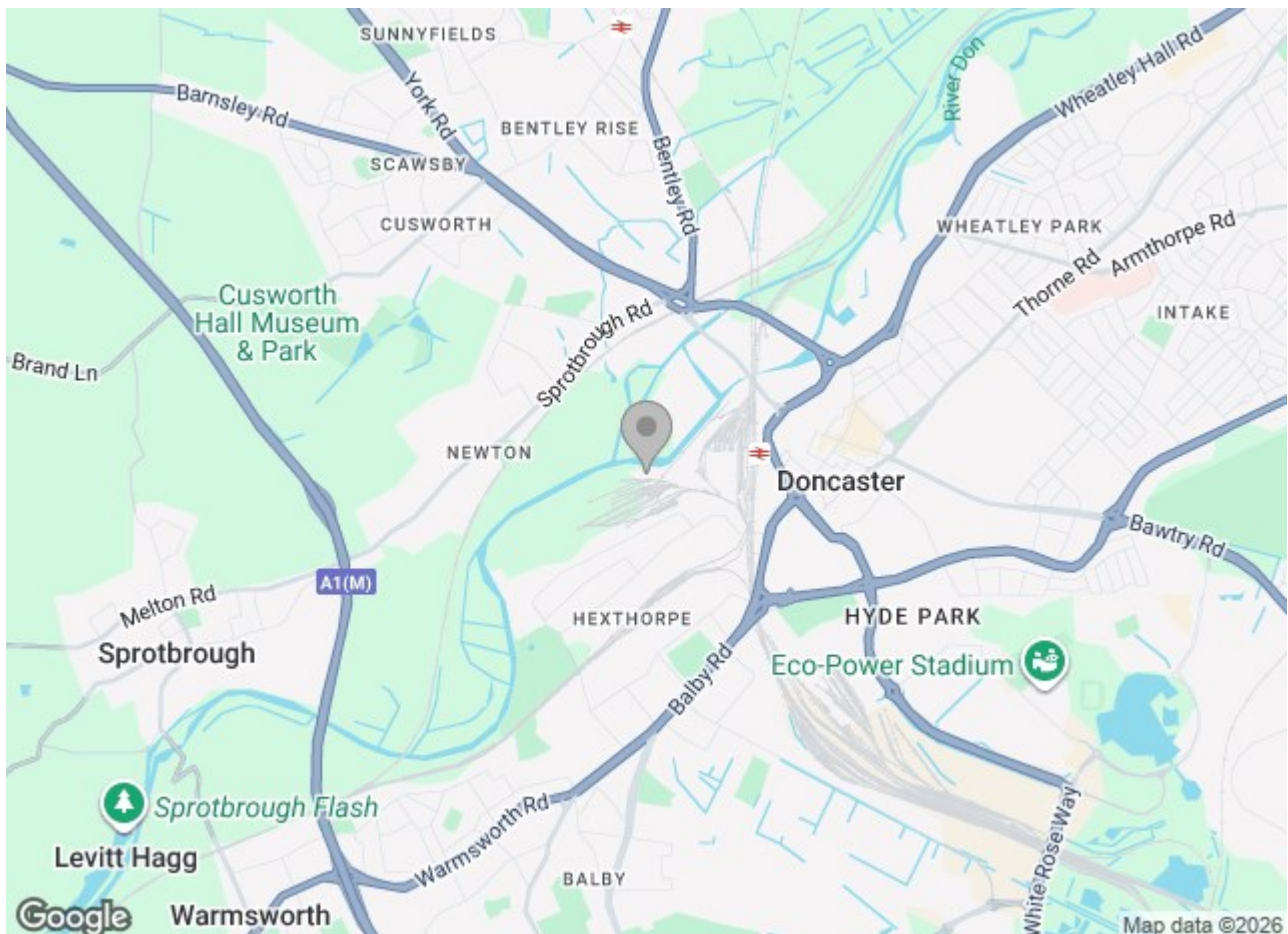 SUNNYFIELDS
Barnsley Rd
York Rd
BENTLEY RISE
Bentley Rd
River Don
Wheatley Hall Rd
SCAWSBY
CUSWORTH
WHEATLEY PARK
Armthorpe Rd
Thorne Rd
INTAKE
Cusworth
Hall Museum
& Park
Brand Ln
Sprotbrough Rd
NEWTON
Doncaster
Bawtry Rd
A1(M)
Melton Rd
Sprotbrough
HEXTHORPE
HYDE PARK
Balby Rd
Eco-Power Stadium
Sprotbrough Flash
Levitt Hagg
Warmsworth Rd
White Rose Way
BALBY
Warmsworth
Google
Map data ©2026